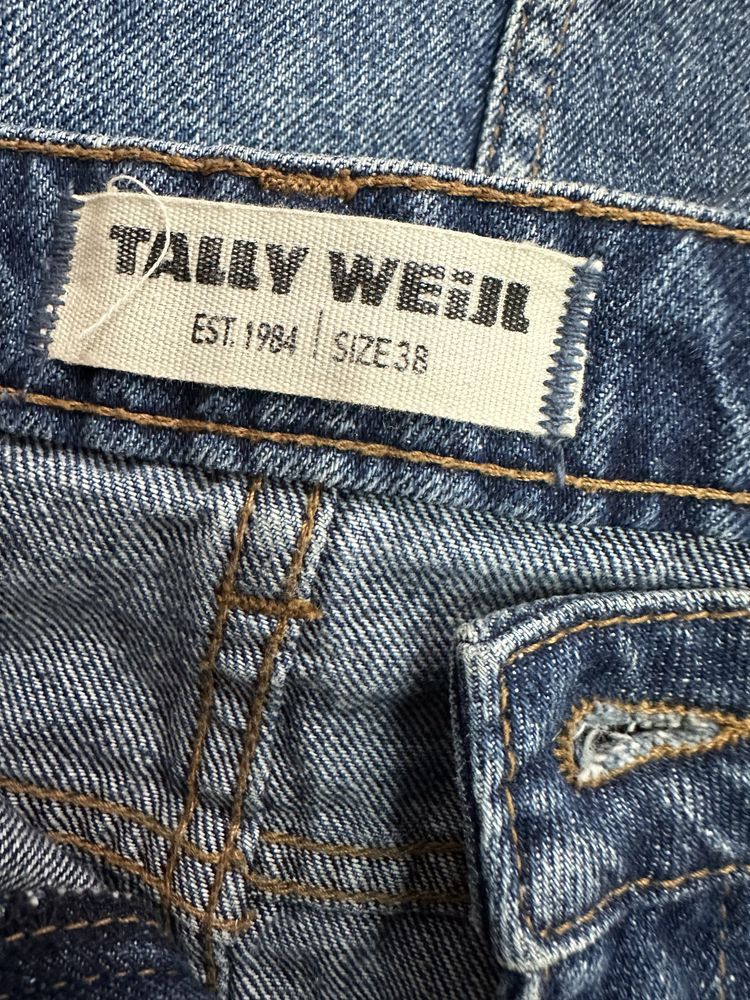 TALLY WEiJL
EST. 1984 | SIZE 38